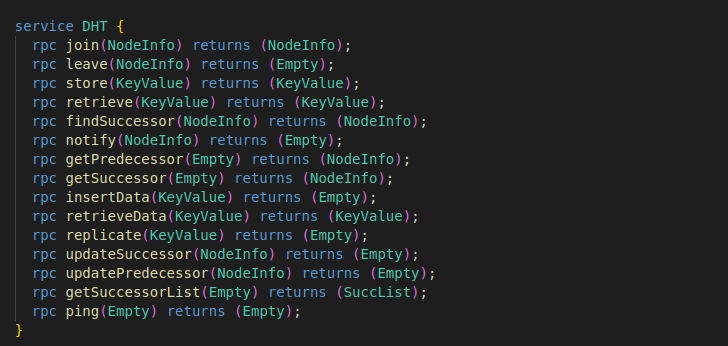 service DHT {
rpc join(NodeInfo) returns (NodeInfo);
rpc leave(NodeInfo) returns (Empty);
rpc store(KeyValue) returns (KeyValue);
rpc retrieve(KeyValue) returns (KeyValue);
rpc findSuccessor(NodeInfo) returns (NodeInfo);
rpc notify(NodeInfo) returns (Empty);
rpc getPredecessor(Empty) returns (NodeInfo);
rpc getSuccessor(Empty) returns (NodeInfo);
rpc insertData(KeyValue) returns (Empty);
rpc retrieveData(KeyValue) returns (KeyValue);
rpc replicate(KeyValue) returns (Empty);
rpc updateSuccessor(NodeInfo) returns (Empty);
rpc updatePredecessor(NodeInfo) returns (Empty);
rpc getSuccessorList(Empty) returns (SuccList);
rpc ping(Empty) returns (Empty);
}